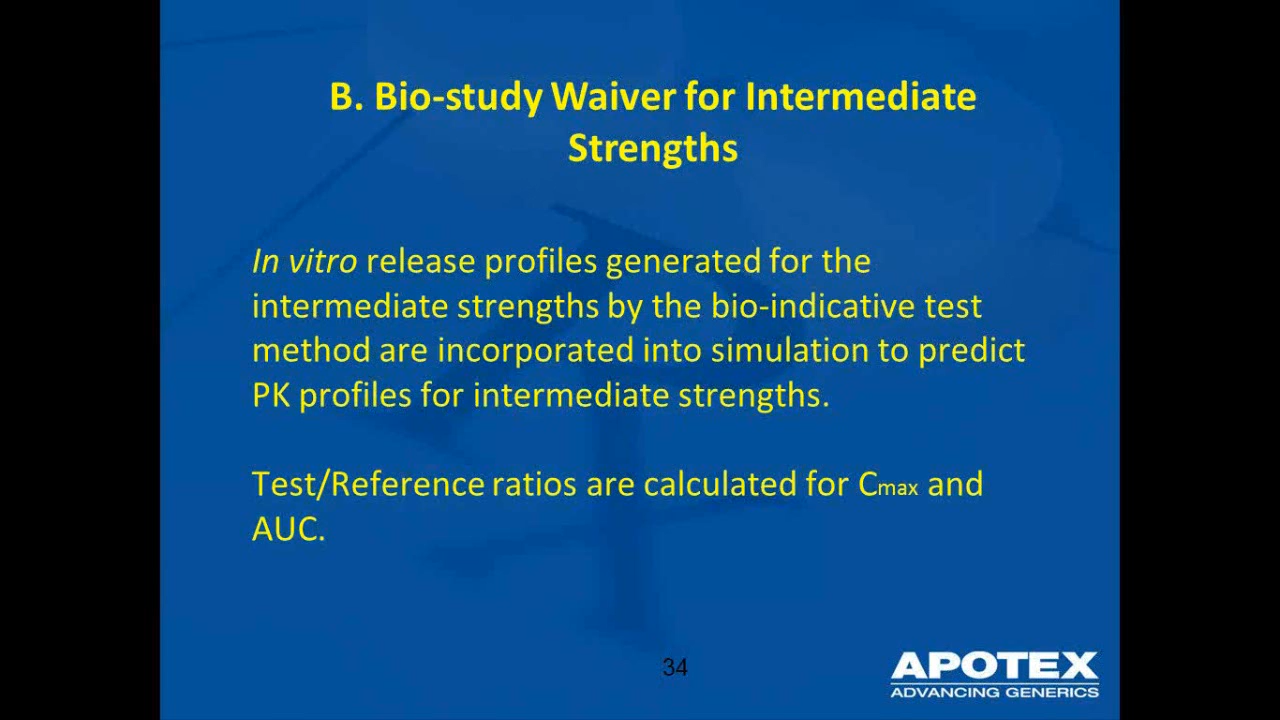 B. Bio-study Waiver for Intermediate
Strengths
In vitro release profiles generated for the
intermediate strengths by the bio-indicative test
method are incorporated into simulation to predict
PK profiles for intermediate strengths.
Test/Reference ratios are calculated for Cmax and
AUC.
34
APOTEX
ADVANCING GENERICS